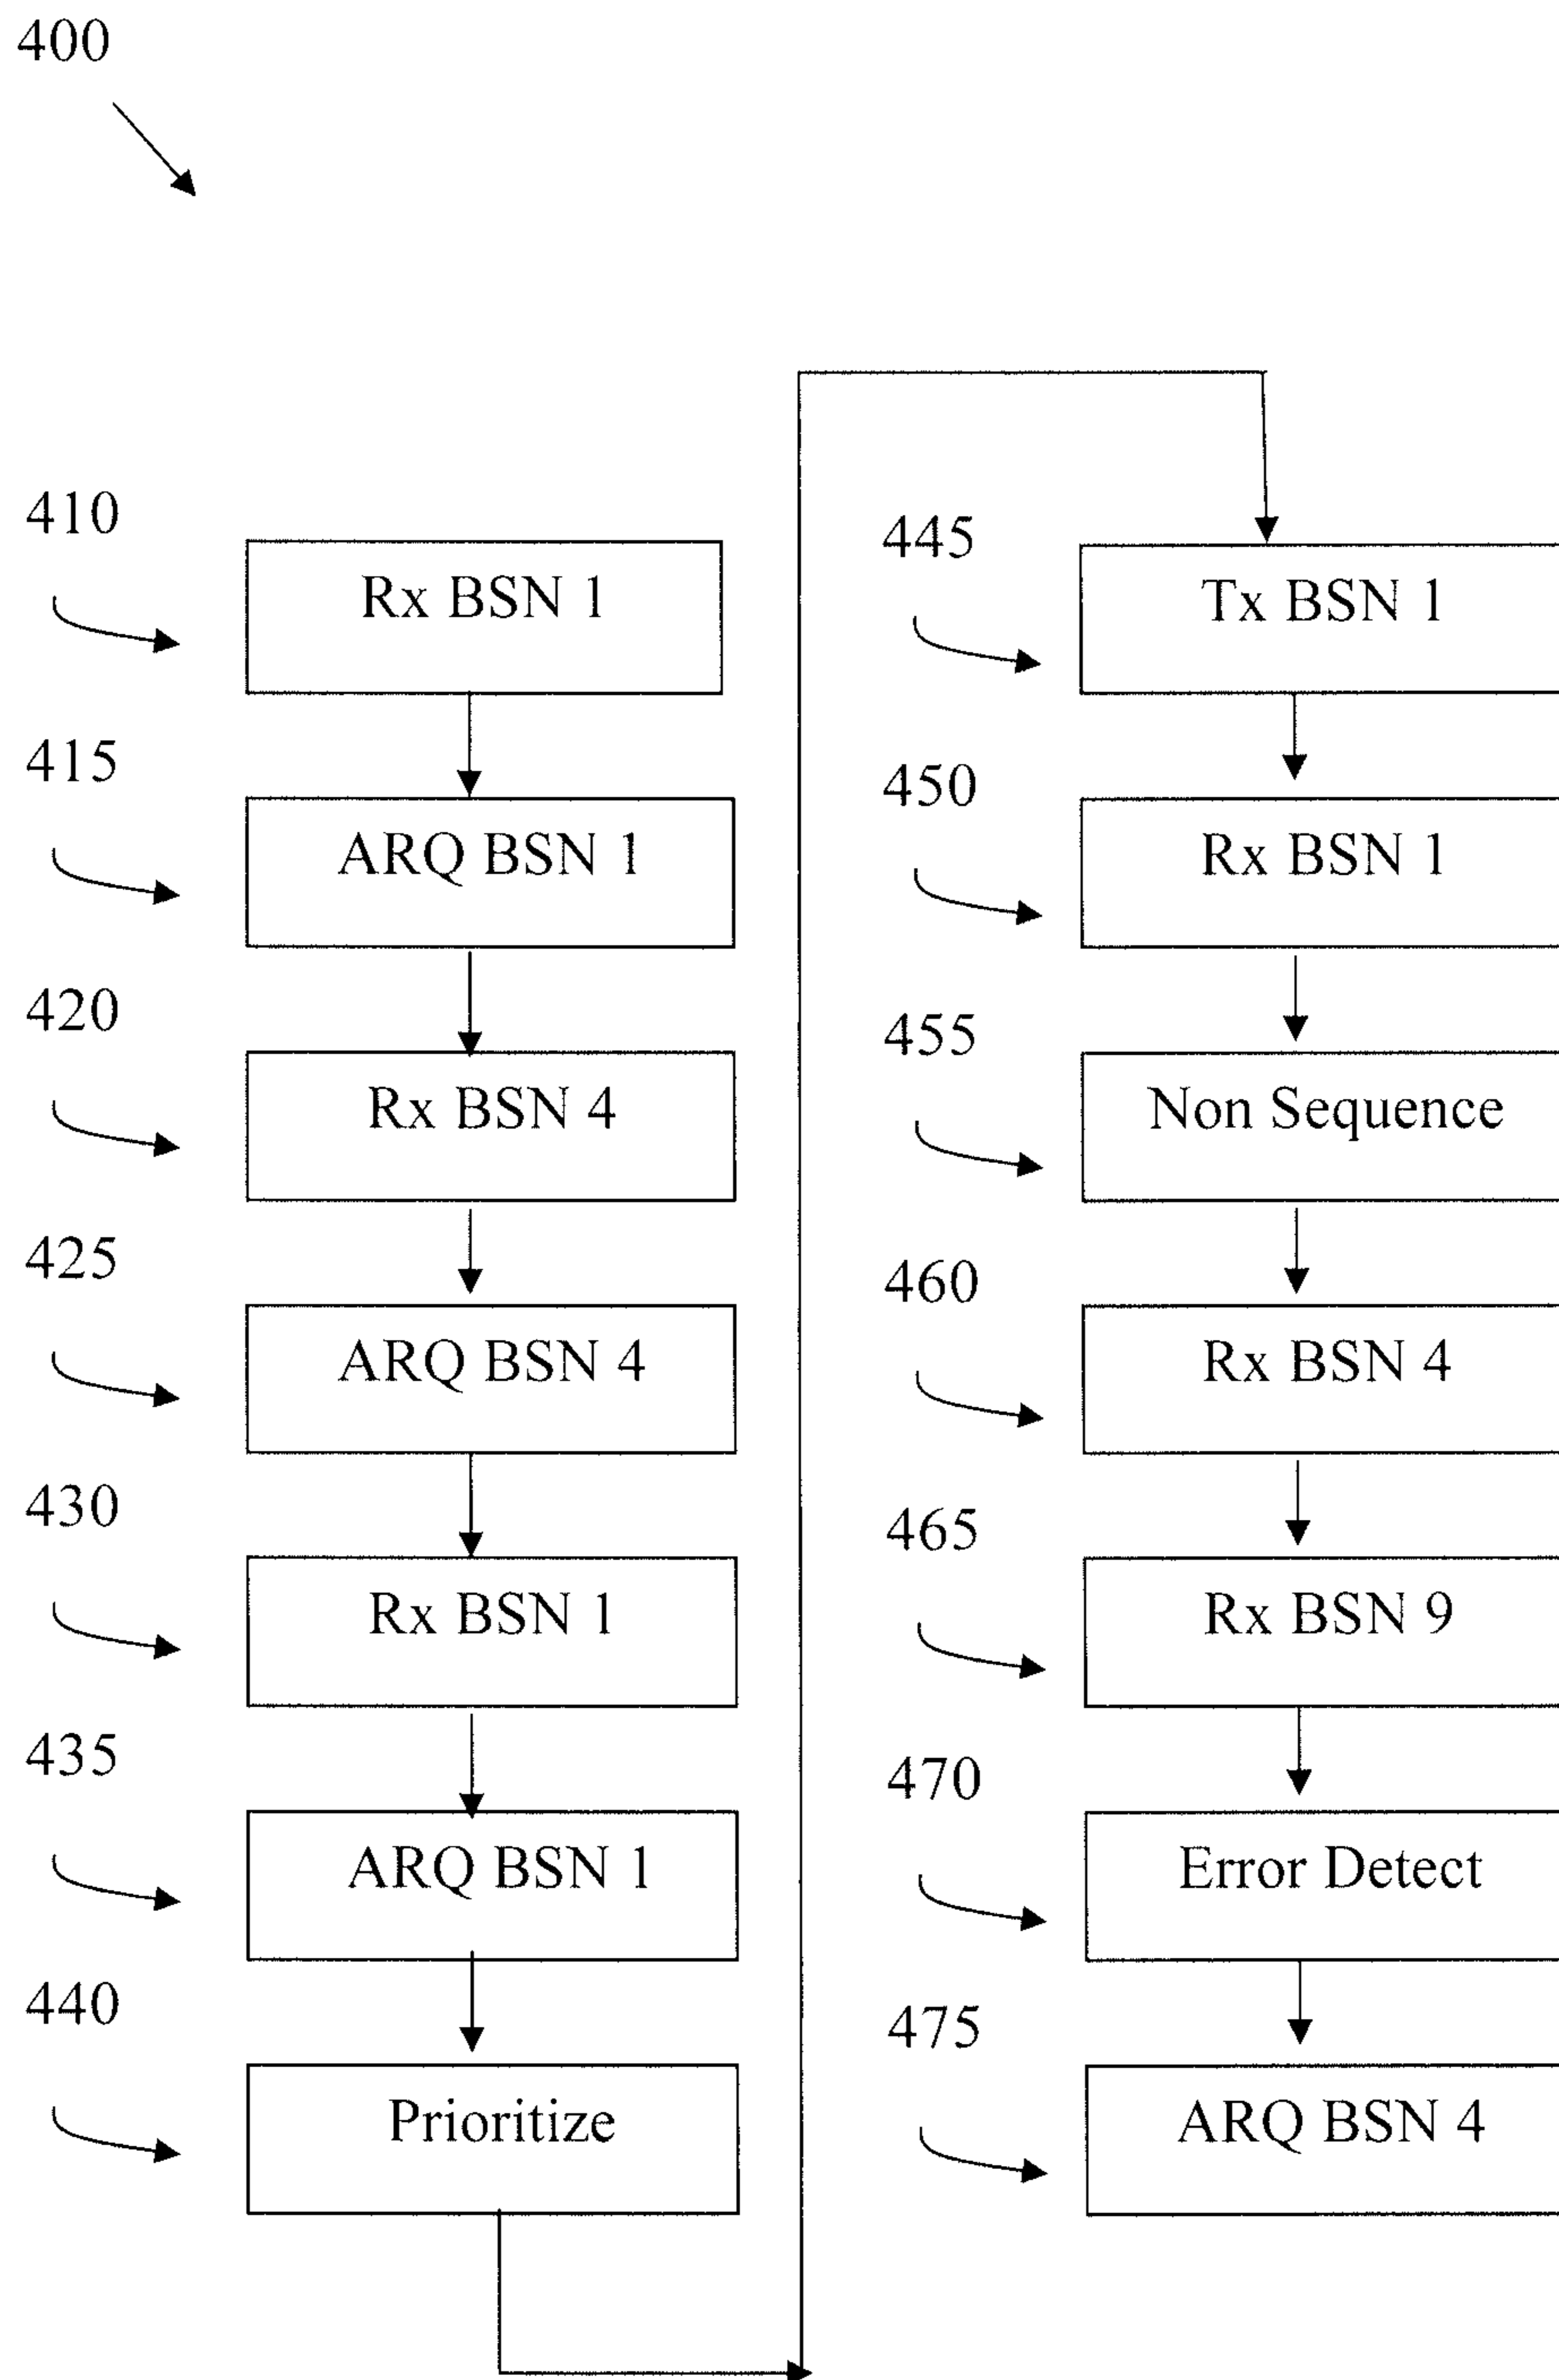 400
410
Rx BSN 1
415
ARQ BSN 1
420
Rx BSN 4
425
ARQ BSN 4
430
Rx BSN 1
435
ARQ BSN 1
440
Prioritize
445
Tx BSN 1
450
Rx BSN 1
455
Non Sequence
460
Rx BSN 4
465
Rx BSN 9
470
Error Detect
475
ARQ BSN 4